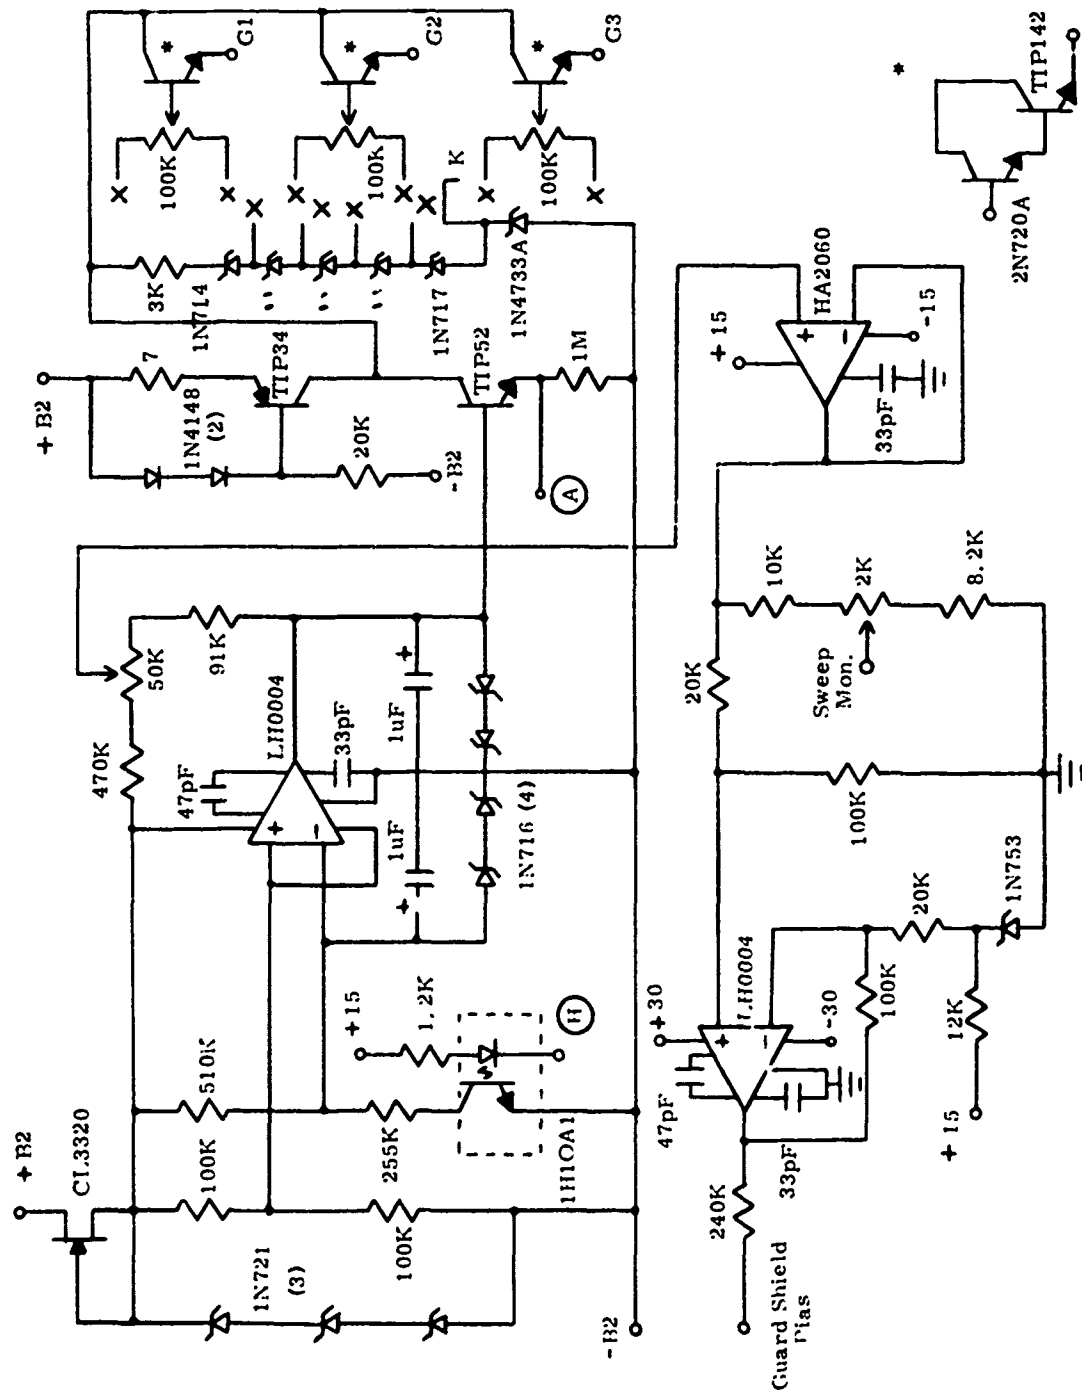 +B2
CL3320
1N721
(3)
100K
100K
510K
255K
-B2
+15
1.2K
H
1H10A1
470K
50K
91K
47pF
+
-
LH0004
33pF
1uF
+
1uF
+
1N716 (4)
+B2
7
1N4148
(2)
TIP34
20K
-B2
TIP52
A
1M
3K
1N714
"
"
"
1N717
1N4733A
K
X
X
X
X
X
X
X
X
X
X
100K
100K
100K
*
*
*
G1
G2
G3
*
2N720A
TIP142
+15
HA2060
+
-
-15
33pF
10K
2K
8.2K
Sweep
Mon.
20K
100K
20K
1N753
12K
+15
100K
+30
LH0004
+
-
-30
47pF
33pF
240K
Guard Shield
Bias